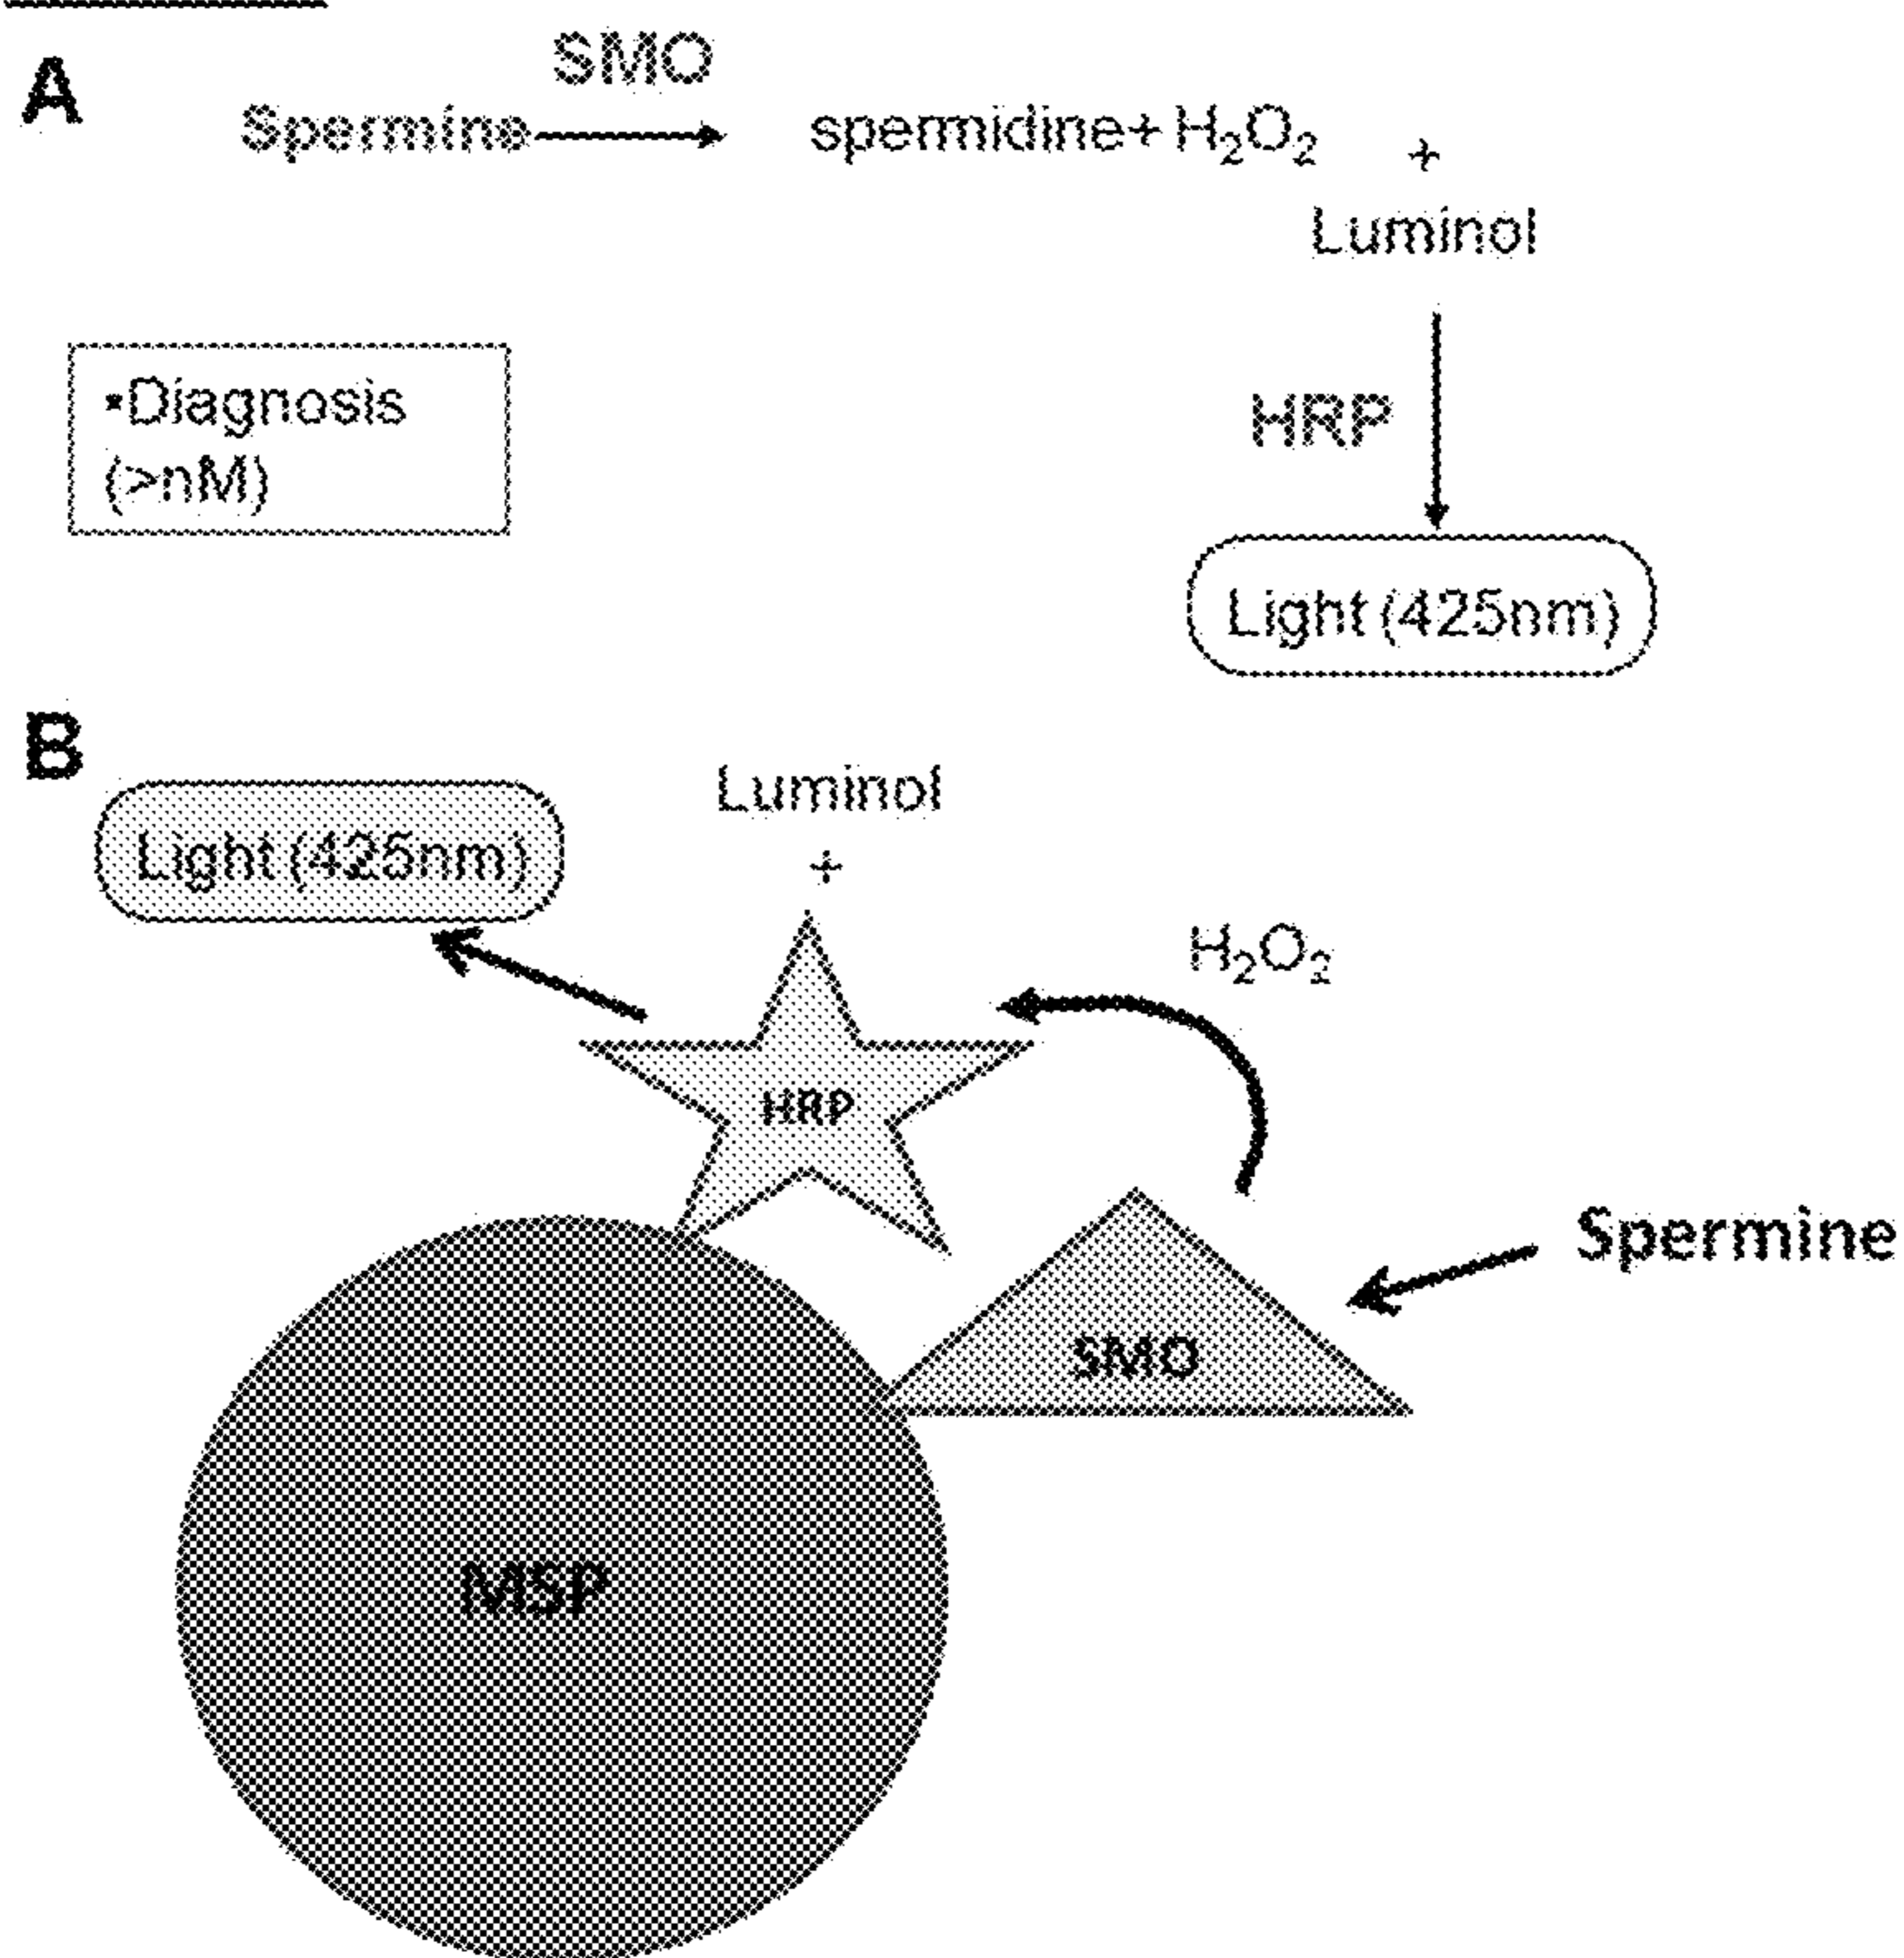 A
SMO
Spermine
spermidine+ H₂O₂
+
Luminol
▪Diagnosis
(>nM)
HRP
Light (425nm)
B
Luminol
Light (425nm)
+
H₂O₂
HRP
Spermine
SMO
MSP